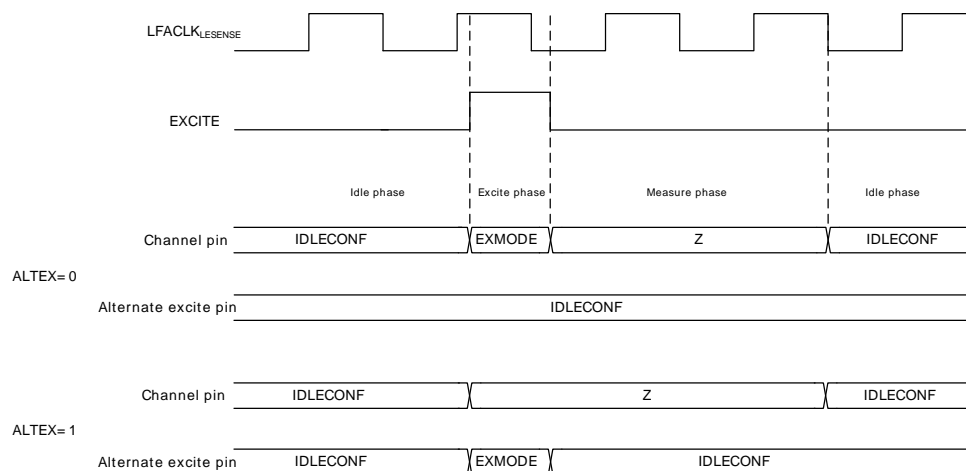 LFACLKLESENSE
EXCITE
Idle phase Excite phase Measure phase Idle phase
Channel pin IDLECONF EXMODE Z IDLECONF
ALTEX= 0
Alternate excite pin IDLECONF
Channel pin IDLECONF Z IDLECONF
ALTEX= 1
Alternate excite pin IDLECONF EXMODE IDLECONF